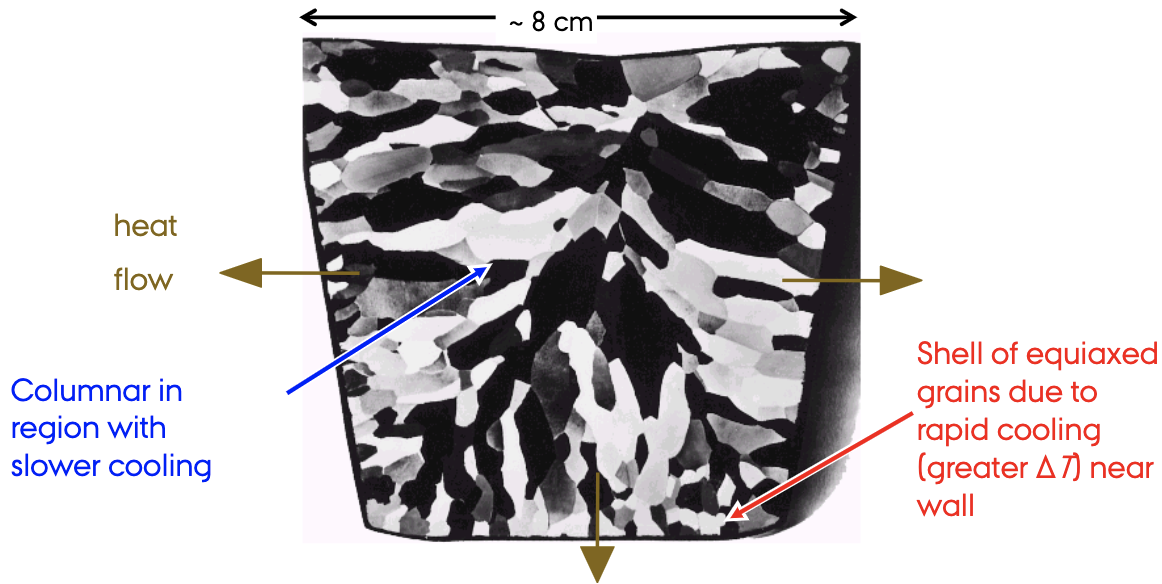 ~ 8 cm
heat
flow
Columnar in
region with
slower cooling
Shell of equiaxed
grains due to
rapid cooling
(greater Δ T) near
wall